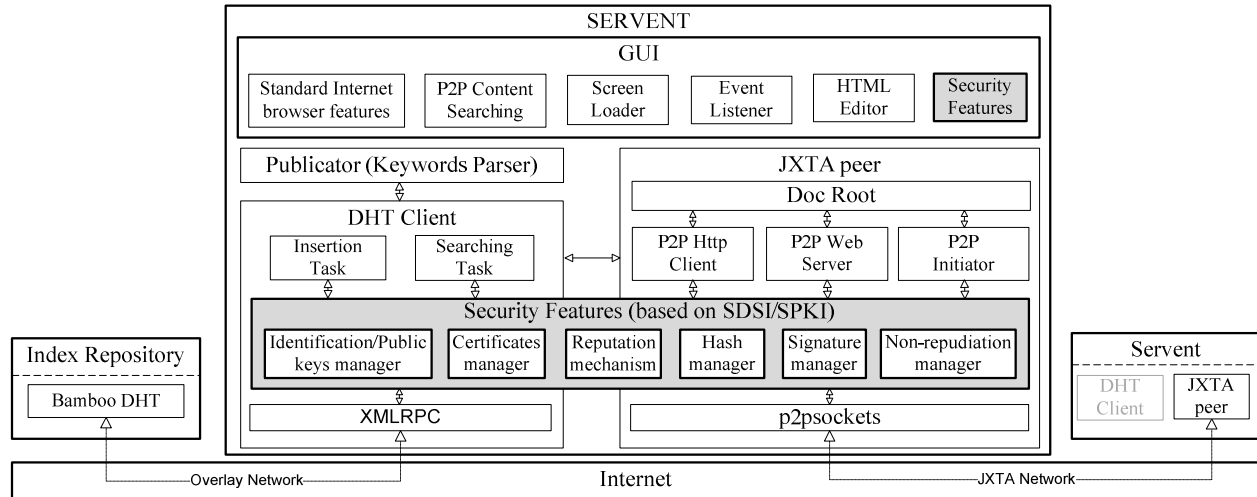 SERVENT
GUI
Standard Internet
browser features
P2P Content
Searching
Screen
Loader
Event
Listener
HTML
Editor
Security
Features
Publicator (Keywords Parser)
DHT Client
Insertion
Task
Searching
Task
JXTA peer
Doc Root
P2P Http
Client
P2P Web
Server
P2P
Initiator
Security Features (based on SDSI/SPKI)
Identification/Public
keys manager
Certificates
manager
Reputation
mechanism
Hash
manager
Signature
manager
Non-repudiation
manager
XMLRPC
p2psockets
Index Repository
Bamboo DHT
Servent
DHT
Client
JXTA
peer
Overlay Network
Internet
JXTA Network